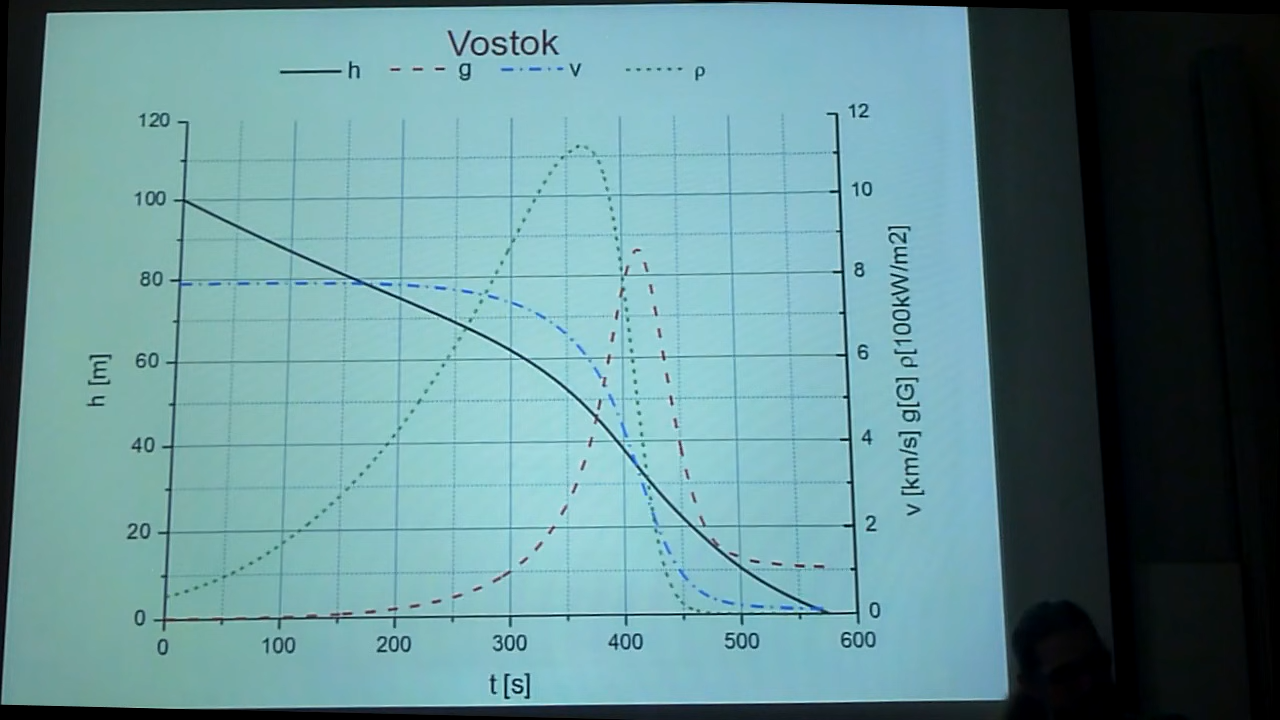 Vostok
h g v ρ
120
100
80
60
40
20
0
h [m]
12
10
8
6
4
2
0
v [km/s] g[G] ρ[100kW/m2]
0 100 200 300 400 500 600
t [s]